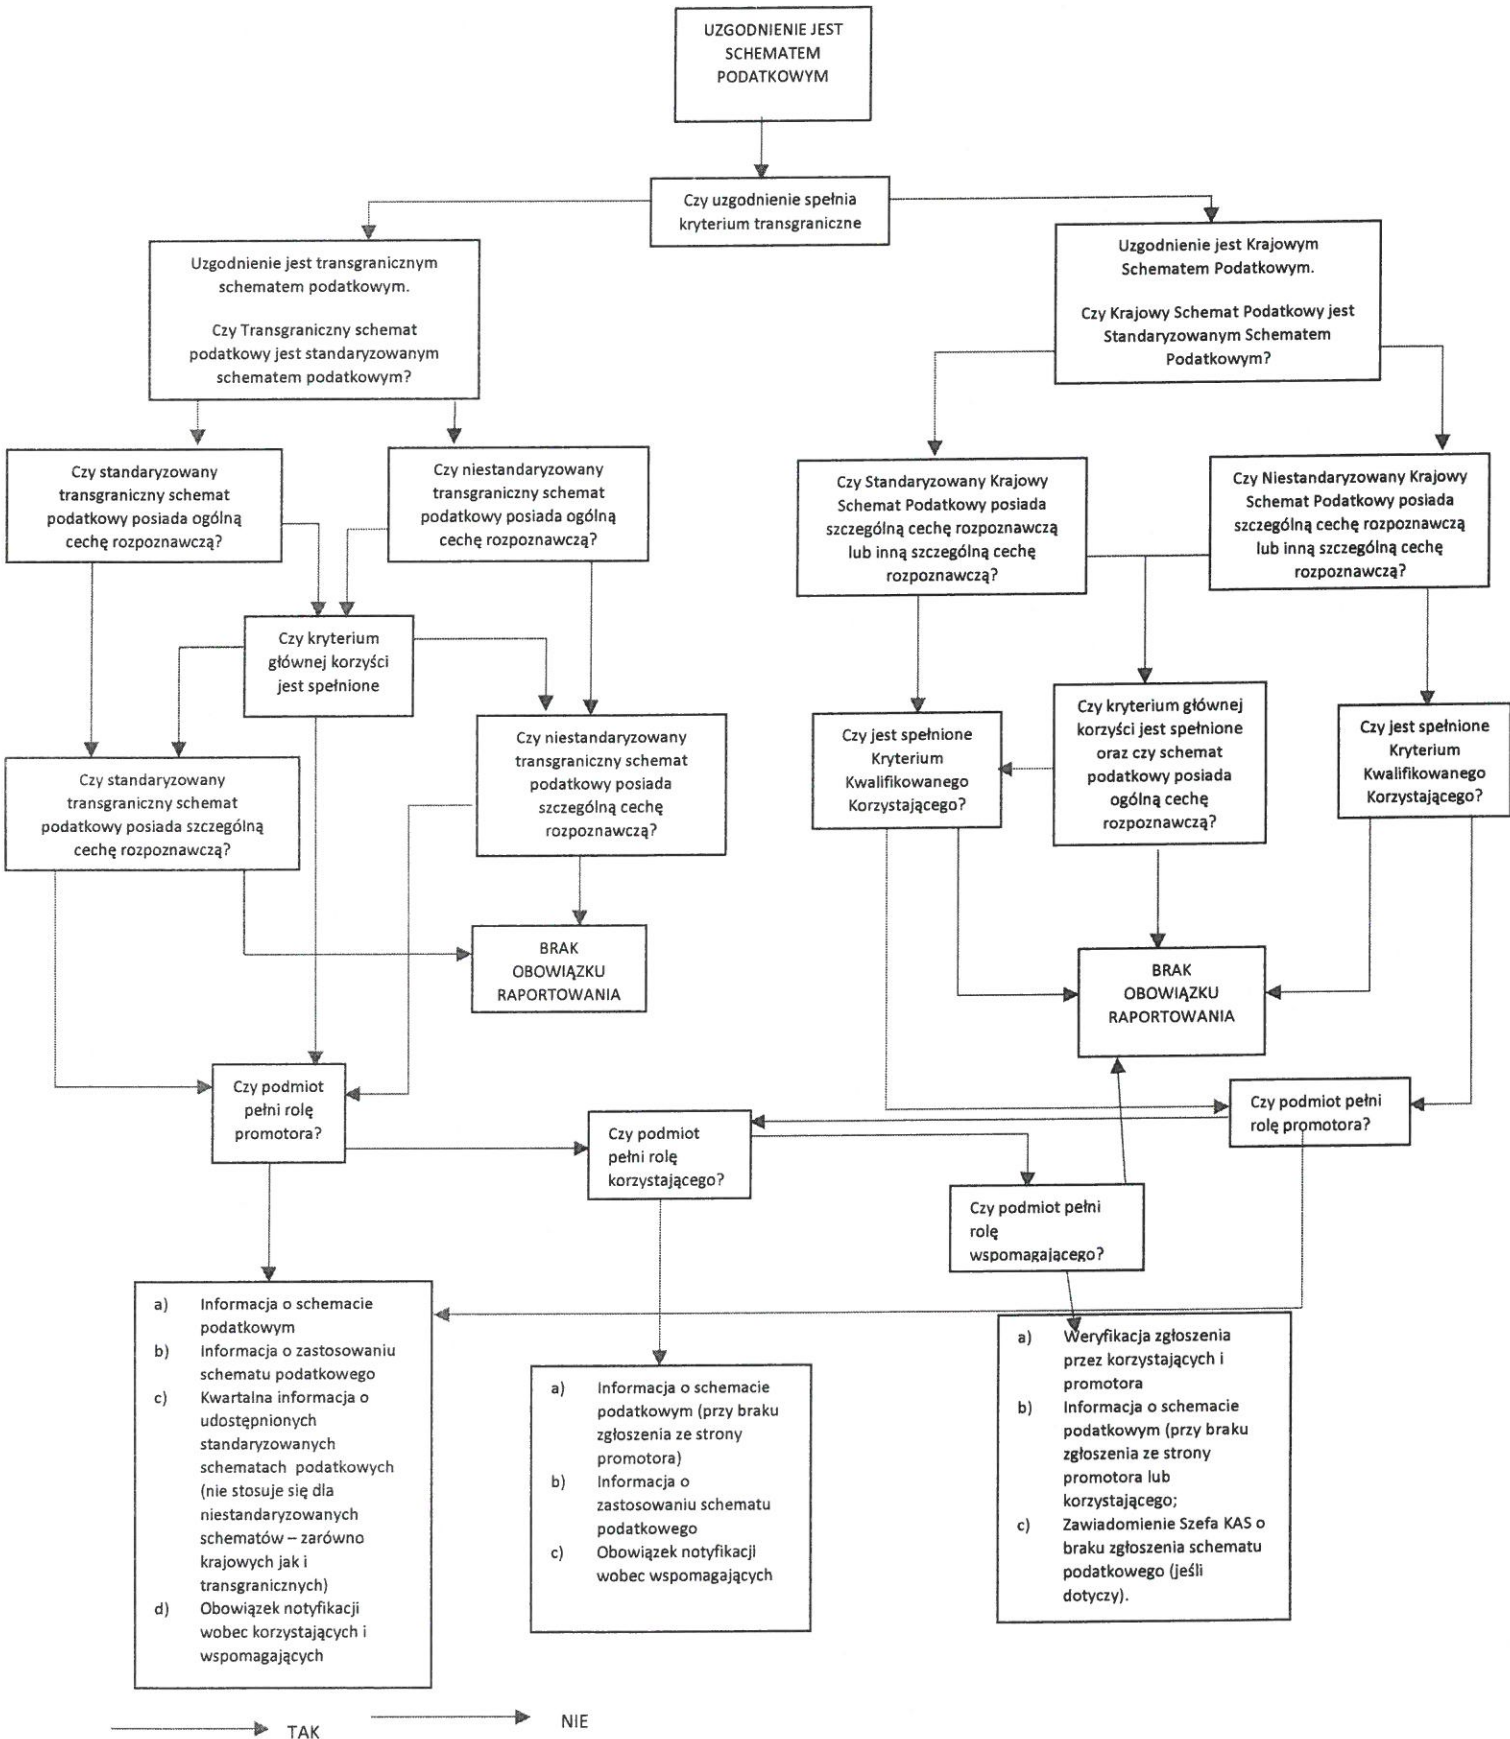 UZGODNIENIE JEST
SCHEMATEM
PODATKOWYM
Czy uzgodnienie spełnia
kryterium transgraniczne
Uzgodnienie jest transgranicznym
schematem podatkowym.
Czy Transgraniczny schemat
podatkowy jest standaryzowanym
schematem podatkowym?
Uzgodnienie jest Krajowym
Schematem Podatkowym.
Czy Krajowy Schemat Podatkowy jest
Standaryzowanym Schematem
Podatkowym?
Czy standaryzowany
transgraniczny schemat
podatkowy posiada ogólną
cechę rozpoznawczą?
Czy niestandaryzowany
transgraniczny schemat
podatkowy posiada ogólną
cechę rozpoznawczą?
Czy Standaryzowany Krajowy
Schemat Podatkowy posiada
szczególną cechę rozpoznawczą
lub inną szczególną cechę
rozpoznawczą?
Czy Niestandaryzowany Krajowy
Schemat Podatkowy posiada
szczególną cechę rozpoznawczą
lub inną szczególną cechę
rozpoznawczą?
Czy kryterium
głównej korzyści
jest spełnione
Czy standaryzowany
transgraniczny schemat
podatkowy posiada szczególną
cechę rozpoznawczą?
Czy niestandaryzowany
transgraniczny schemat
podatkowy posiada
szczególną cechę
rozpoznawczą?
Czy jest spełnione
Kryterium
Kwalifikowanego
Korzystającego?
Czy kryterium głównej
korzyści jest spełnione
oraz czy schemat
podatkowy posiada
ogólną cechę
rozpoznawczą?
Czy jest spełnione
Kryterium
Kwalifikowanego
Korzystającego?
BRAK
OBOWIĄZKU
RAPORTOWANIA
BRAK
OBOWIĄZKU
RAPORTOWANIA
Czy podmiot
pełni rolę
promotora?
Czy podmiot
pełni rolę
korzystającego?
Czy podmiot pełni
rolę promotora?
Czy podmiot pełni
rolę
wspomagającego?
a) Informacja o schemacie
podatkowym
b) Informacja o zastosowaniu
schematu podatkowego
c) Kwartalna informacja o
udostępnionych
standaryzowanych
schematach podatkowych
(nie stosuje się dla
niestandaryzowanych
schematów – zarówno
krajowych jak i
transgranicznych)
d) Obowiązek notyfikacji
wobec korzystających i
wspomagających
a) Informacja o schemacie
podatkowym (przy braku
zgłoszenia ze strony
promotora)
b) Informacja o
zastosowaniu schematu
podatkowego
c) Obowiązek notyfikacji
wobec wspomagających
a) Weryfikacja zgłoszenia
przez korzystających i
promotora
b) Informacja o schemacie
podatkowym (przy braku
zgłoszenia ze strony
promotora lub
korzystającego;
c) Zawiadomienie Szefa KAS o
braku zgłoszenia schematu
podatkowego (jeśli
dotyczy).
TAK
NIE